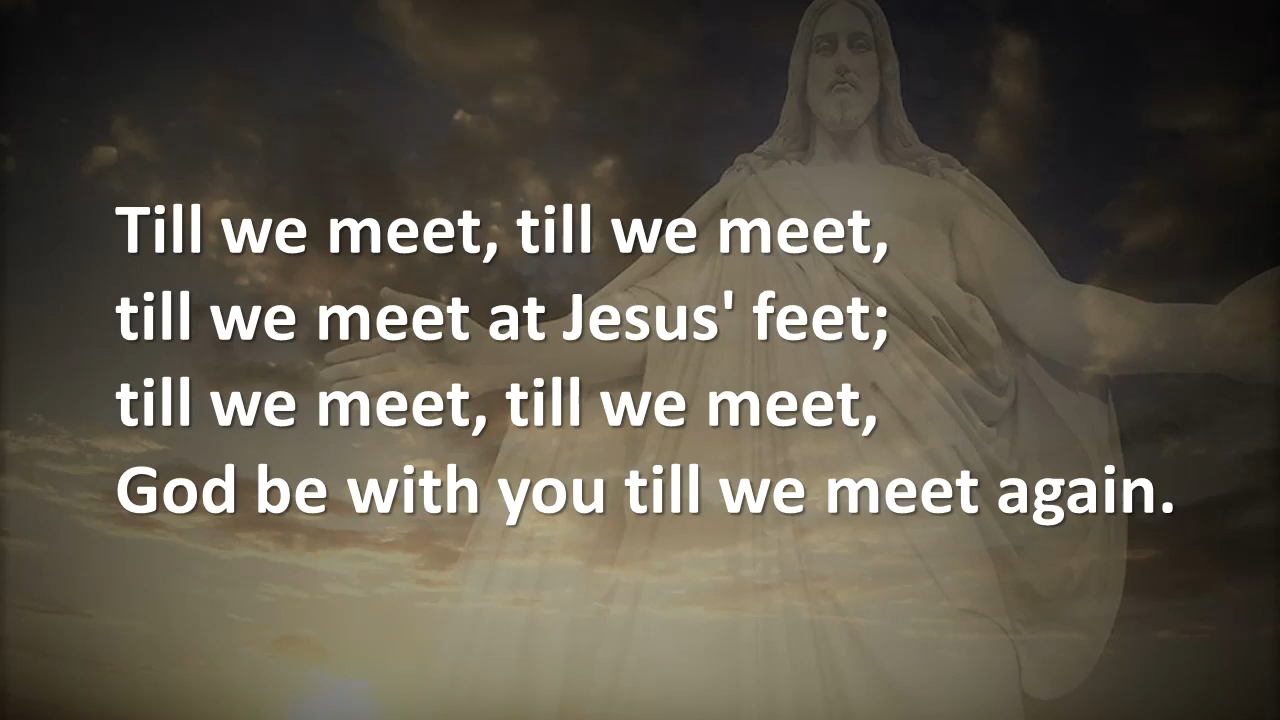 Till we meet, till we meet,
till we meet at Jesus' feet;
till we meet, till we meet,
God be with you till we meet again.